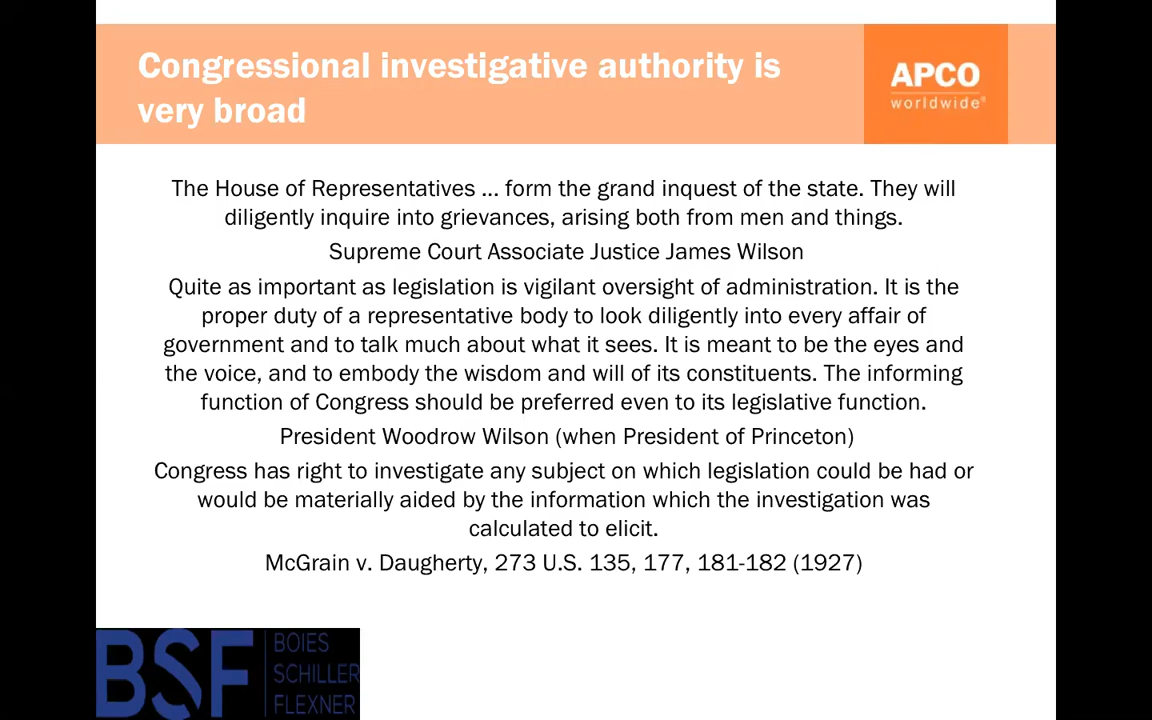 Congressional investigative authority is
very broad
APCO
worldwide®
The House of Representatives ... form the grand inquest of the state. They will
diligently inquire into grievances, arising both from men and things.
Supreme Court Associate Justice James Wilson
Quite as important as legislation is vigilant oversight of administration. It is the
proper duty of a representative body to look diligently into every affair of
government and to talk much about what it sees. It is meant to be the eyes and
the voice, and to embody the wisdom and will of its constituents. The informing
function of Congress should be preferred even to its legislative function.
President Woodrow Wilson (when President of Princeton)
Congress has right to investigate any subject on which legislation could be had or
would be materially aided by the information which the investigation was
calculated to elicit.
McGrain v. Daugherty, 273 U.S. 135, 177, 181-182 (1927)
BSF
BOIES
SCHILLER
FLEXNER